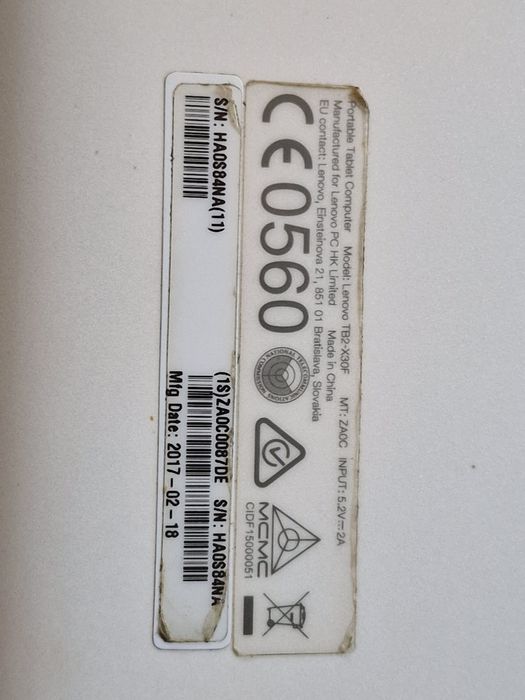 Portable Tablet Computer Model: Lenovo TB2-X30F MT: ZA0C INPUT: 5.2V⎓2A
Manufactured for Lenovo PC HK Limited Made in China
EU contact: Lenovo, Einsteinova 21, 851 01 Bratislava, Slovakia
CE0560
MCMC
CIDF15000051
S/N: HA0S84NA(11)
(1S)ZA0C0087DE S/N: HA0S84NA
Mfg Date: 2017-02-18